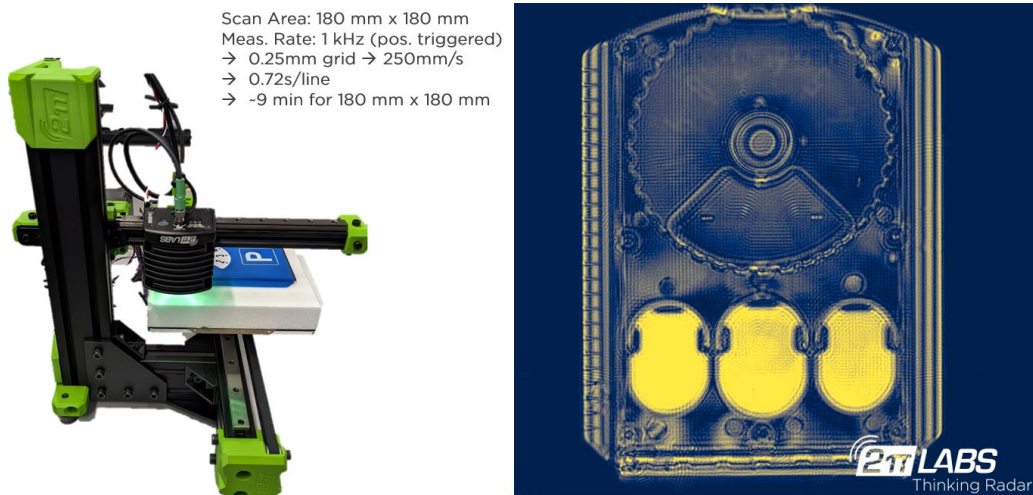 Scan Area: 180 mm x 180 mm
Meas. Rate: 1 kHz (pos. triggered)
→ 0.25mm grid → 250mm/s
→ 0.72s/line
→ ~9 min for 180 mm x 180 mm
2π
2π LABS
P
2π LABS
Thinking Radar